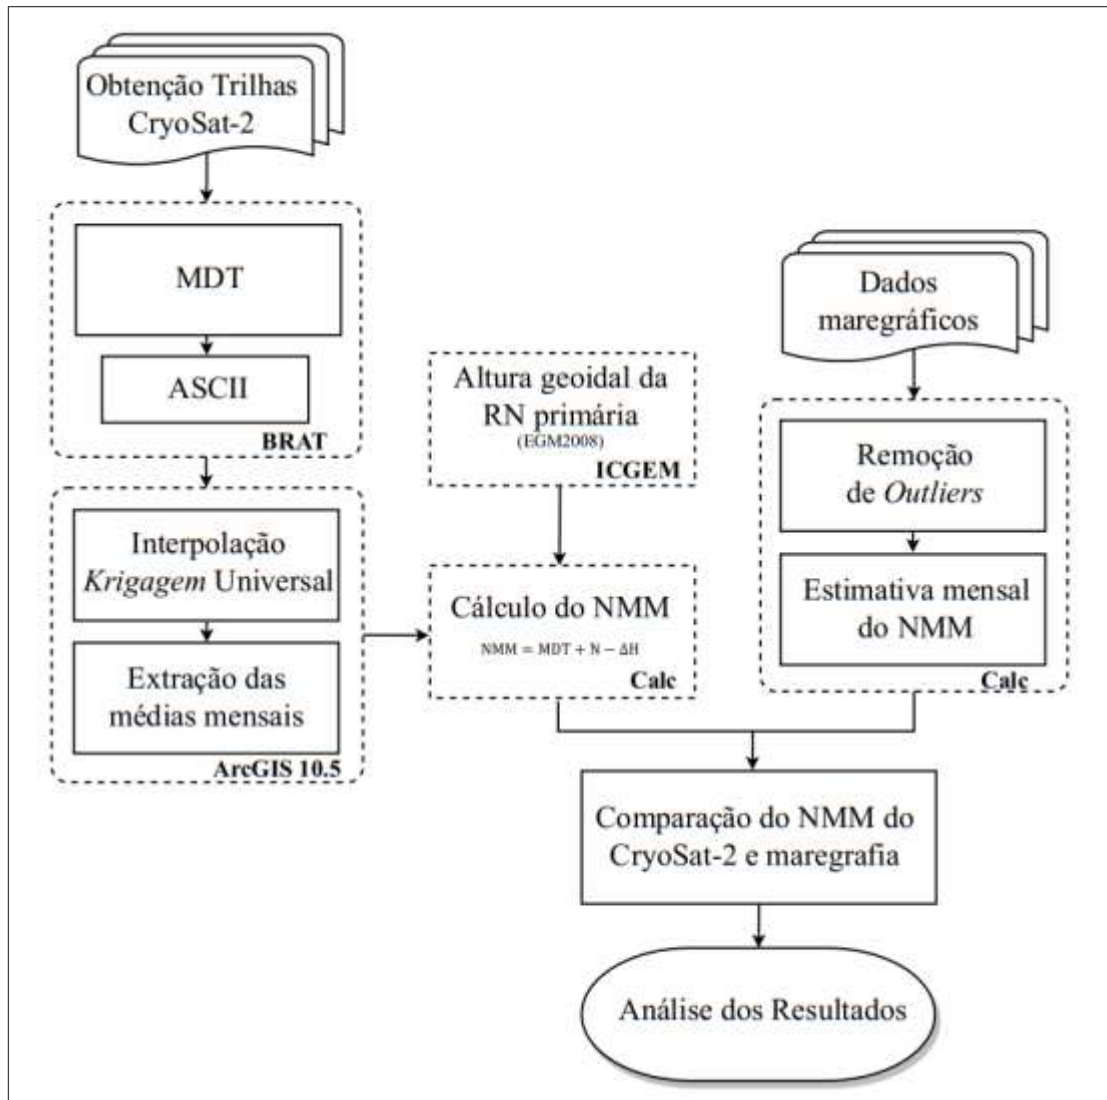 Obtenção Trilhas
CryoSat-2
MDT
ASCII
BRAT
Interpolação
Krigagem Universal
Extração das
médias mensais
ArcGIS 10.5
Altura geoidal da
RN primária
(EGM2008)
ICGEM
Cálculo do NMM
NMM = MDT + N − ΔH
Calc
Dados
maregráficos
Remoção
de Outliers
Estimativa mensal
do NMM
Calc
Comparação do NMM do
CryoSat-2 e maregrafia
Análise dos Resultados